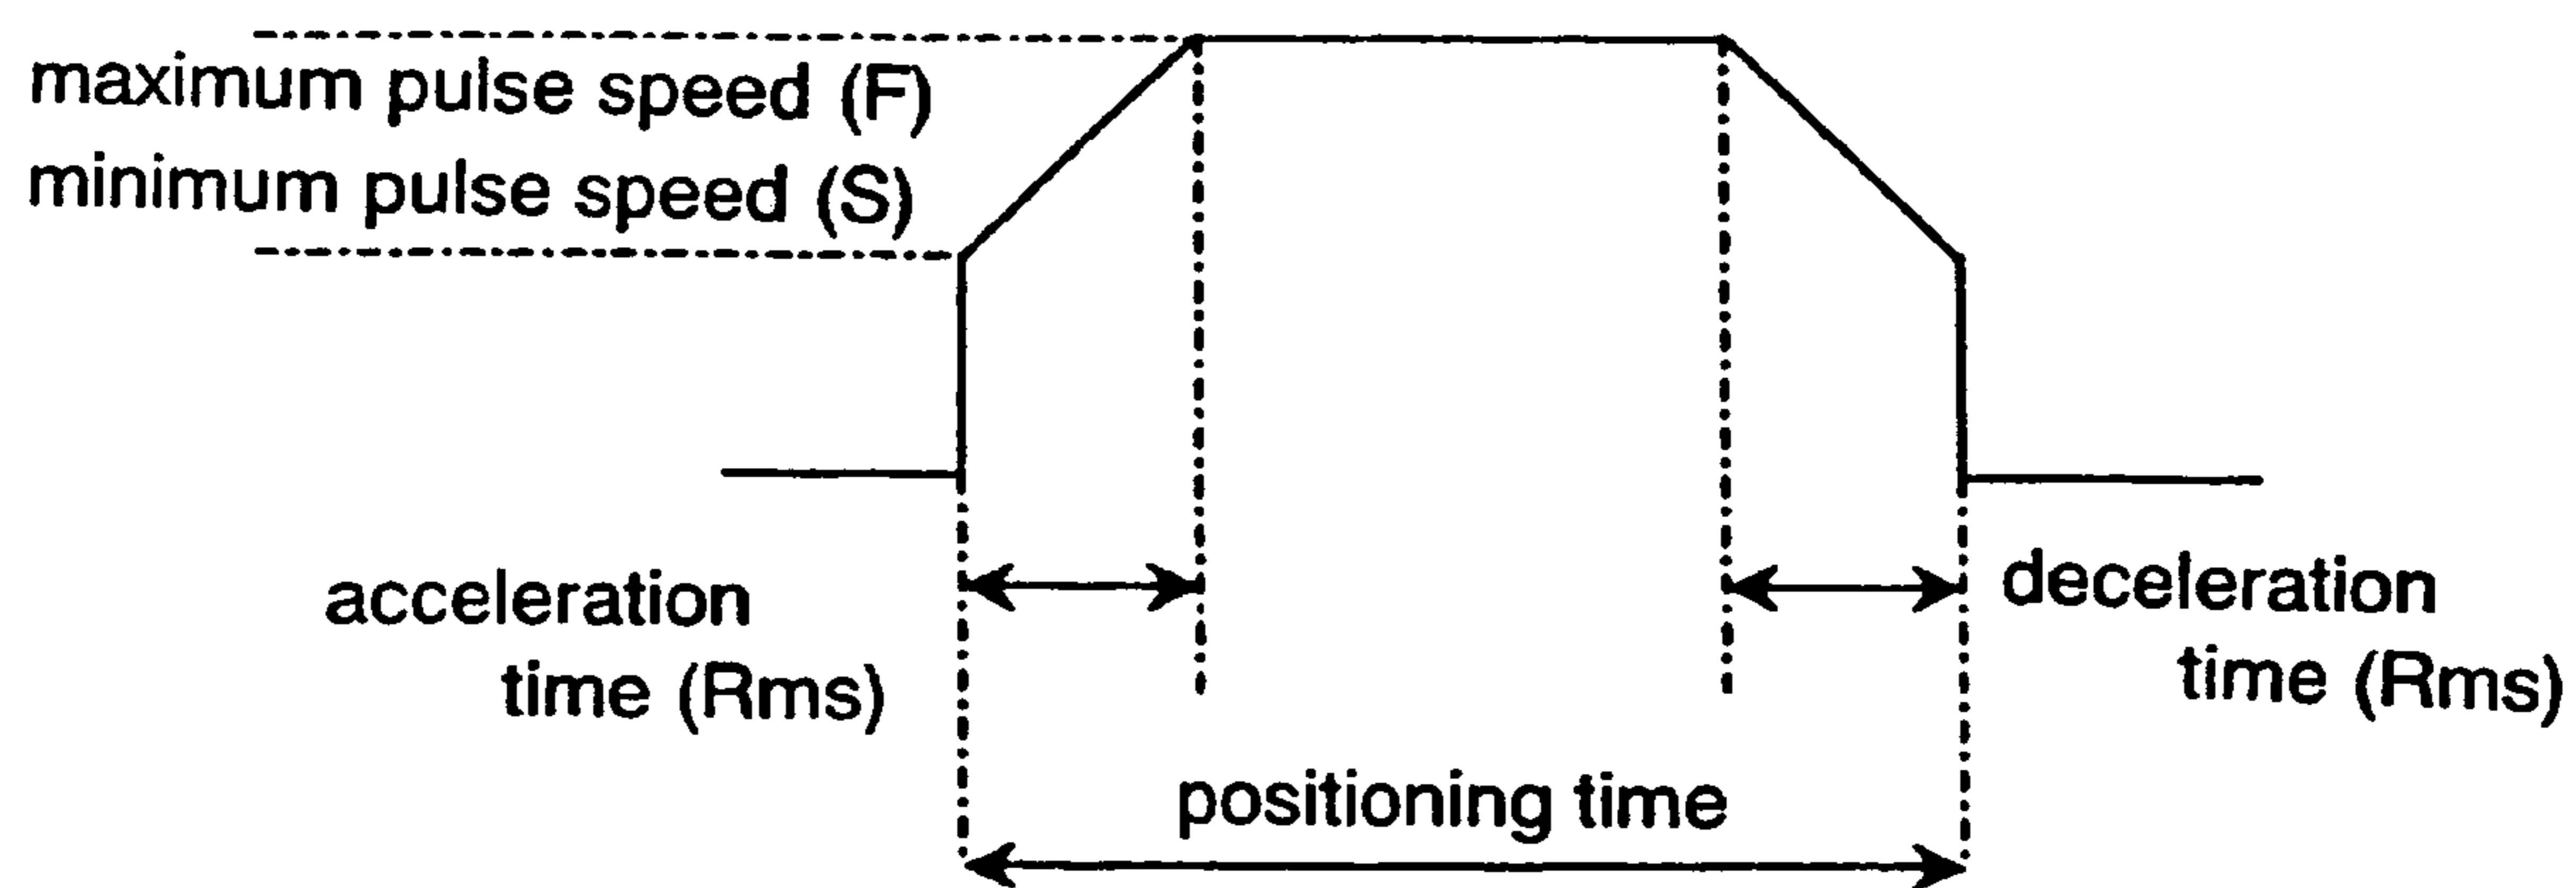 maximum pulse speed (F)
minimum pulse speed (S)
acceleration
time (Rms)
deceleration
time (Rms)
positioning time